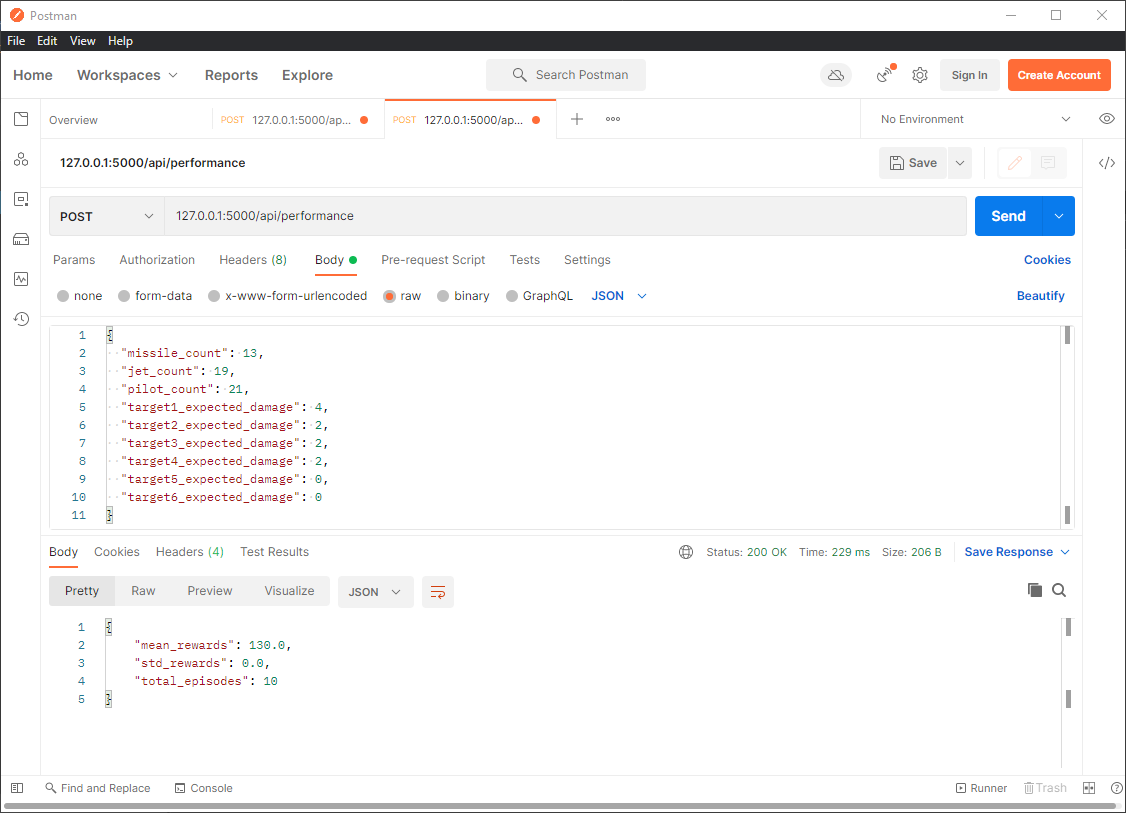 Postman
File Edit View Help
Home Workspaces Reports Explore Search Postman Sign In Create Account
Overview POST 127.0.0.1:5000/ap... POST 127.0.0.1:5000/ap... No Environment
127.0.0.1:5000/api/performance Save
POST 127.0.0.1:5000/api/performance Send
Params Authorization Headers (8) Body Pre-request Script Tests Settings Cookies
none form-data x-www-form-urlencoded raw binary GraphQL JSON Beautify
1 {
2 "missile_count": 13,
3 "jet_count": 19,
4 "pilot_count": 21,
5 "target1_expected_damage": 4,
6 "target2_expected_damage": 2,
7 "target3_expected_damage": 2,
8 "target4_expected_damage": 2,
9 "target5_expected_damage": 0,
10 "target6_expected_damage": 0
11 }
Body Cookies Headers (4) Test Results Status: 200 OK Time: 229 ms Size: 206 B Save Response
Pretty Raw Preview Visualize JSON
1 {
2 "mean_rewards": 130.0,
3 "std_rewards": 0.0,
4 "total_episodes": 10
5 }
Find and Replace Console Runner Trash